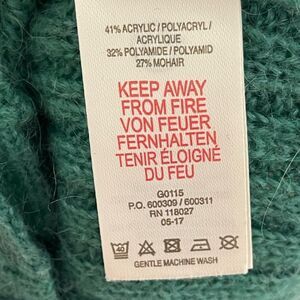 41% ACRYLIC / POLYACRYL /
ACRYLIQUE
32% POLYAMIDE / POLYAMID
27% MOHAIR
KEEP AWAY
FROM FIRE
VON FEUER
FERNHALTEN
TENIR ÉLOIGNÉ
DU FEU
G0115
P.O. 600309 / 600311
RN 118027
05-17
40
GENTLE MACHINE WASH